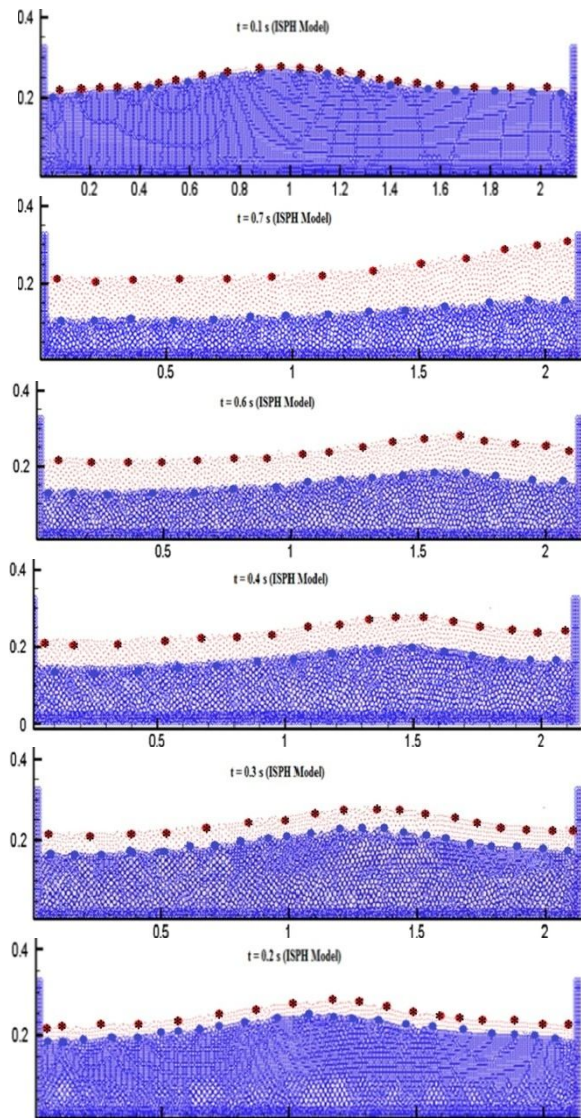 t = 0.1 s (ISPH Model)
0.4
0.2
0.2 0.4 0.6 0.8 1 1.2 1.4 1.6 1.8 2
t = 0.7 s (ISPH Model)
0.2
0.5 1 1.5 2
t = 0.6 s (ISPH Model)
0.4
0.2
0.5 1 1.5 2
t = 0.4 s (ISPH Model)
0.4
0.2
0
0.5 1 1.5 2
t = 0.3 s (ISPH Model)
0.4
0.2
0.5 1 1.5 2
t = 0.2 s (ISPH Model)
0.4
0.2